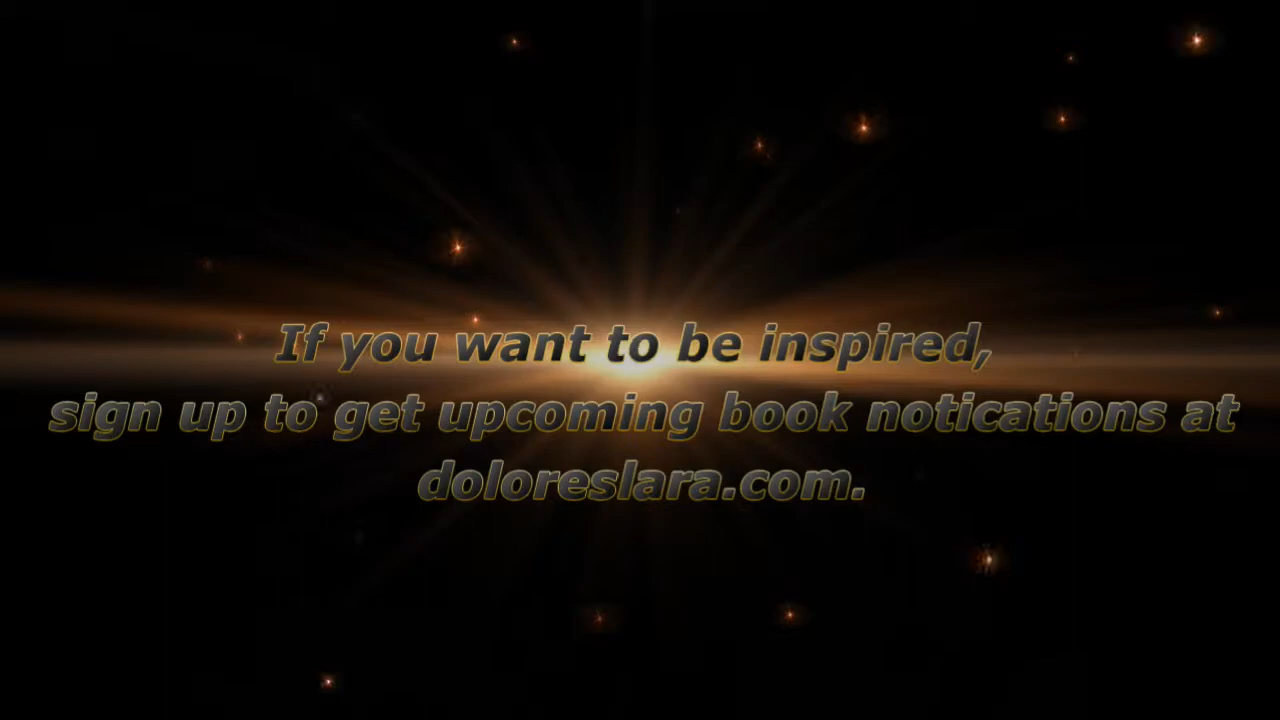 If you want to be inspired,
sign up to get upcoming book notications at
doloreslara.com.